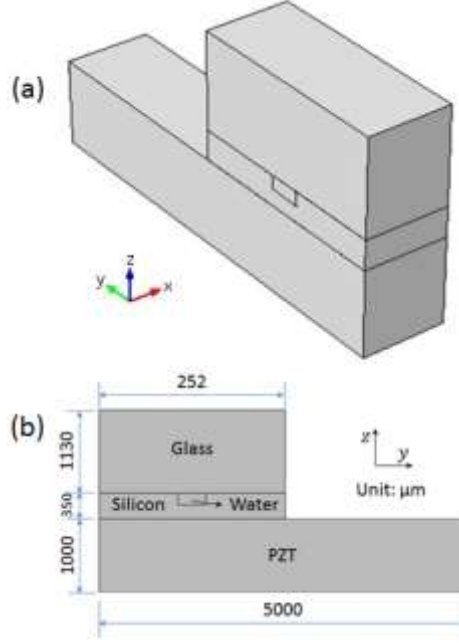 (a)
z
y
x
(b)
252
1130
Glass
z
y
Unit: μm
350
Silicon
Water
1000
PZT
5000